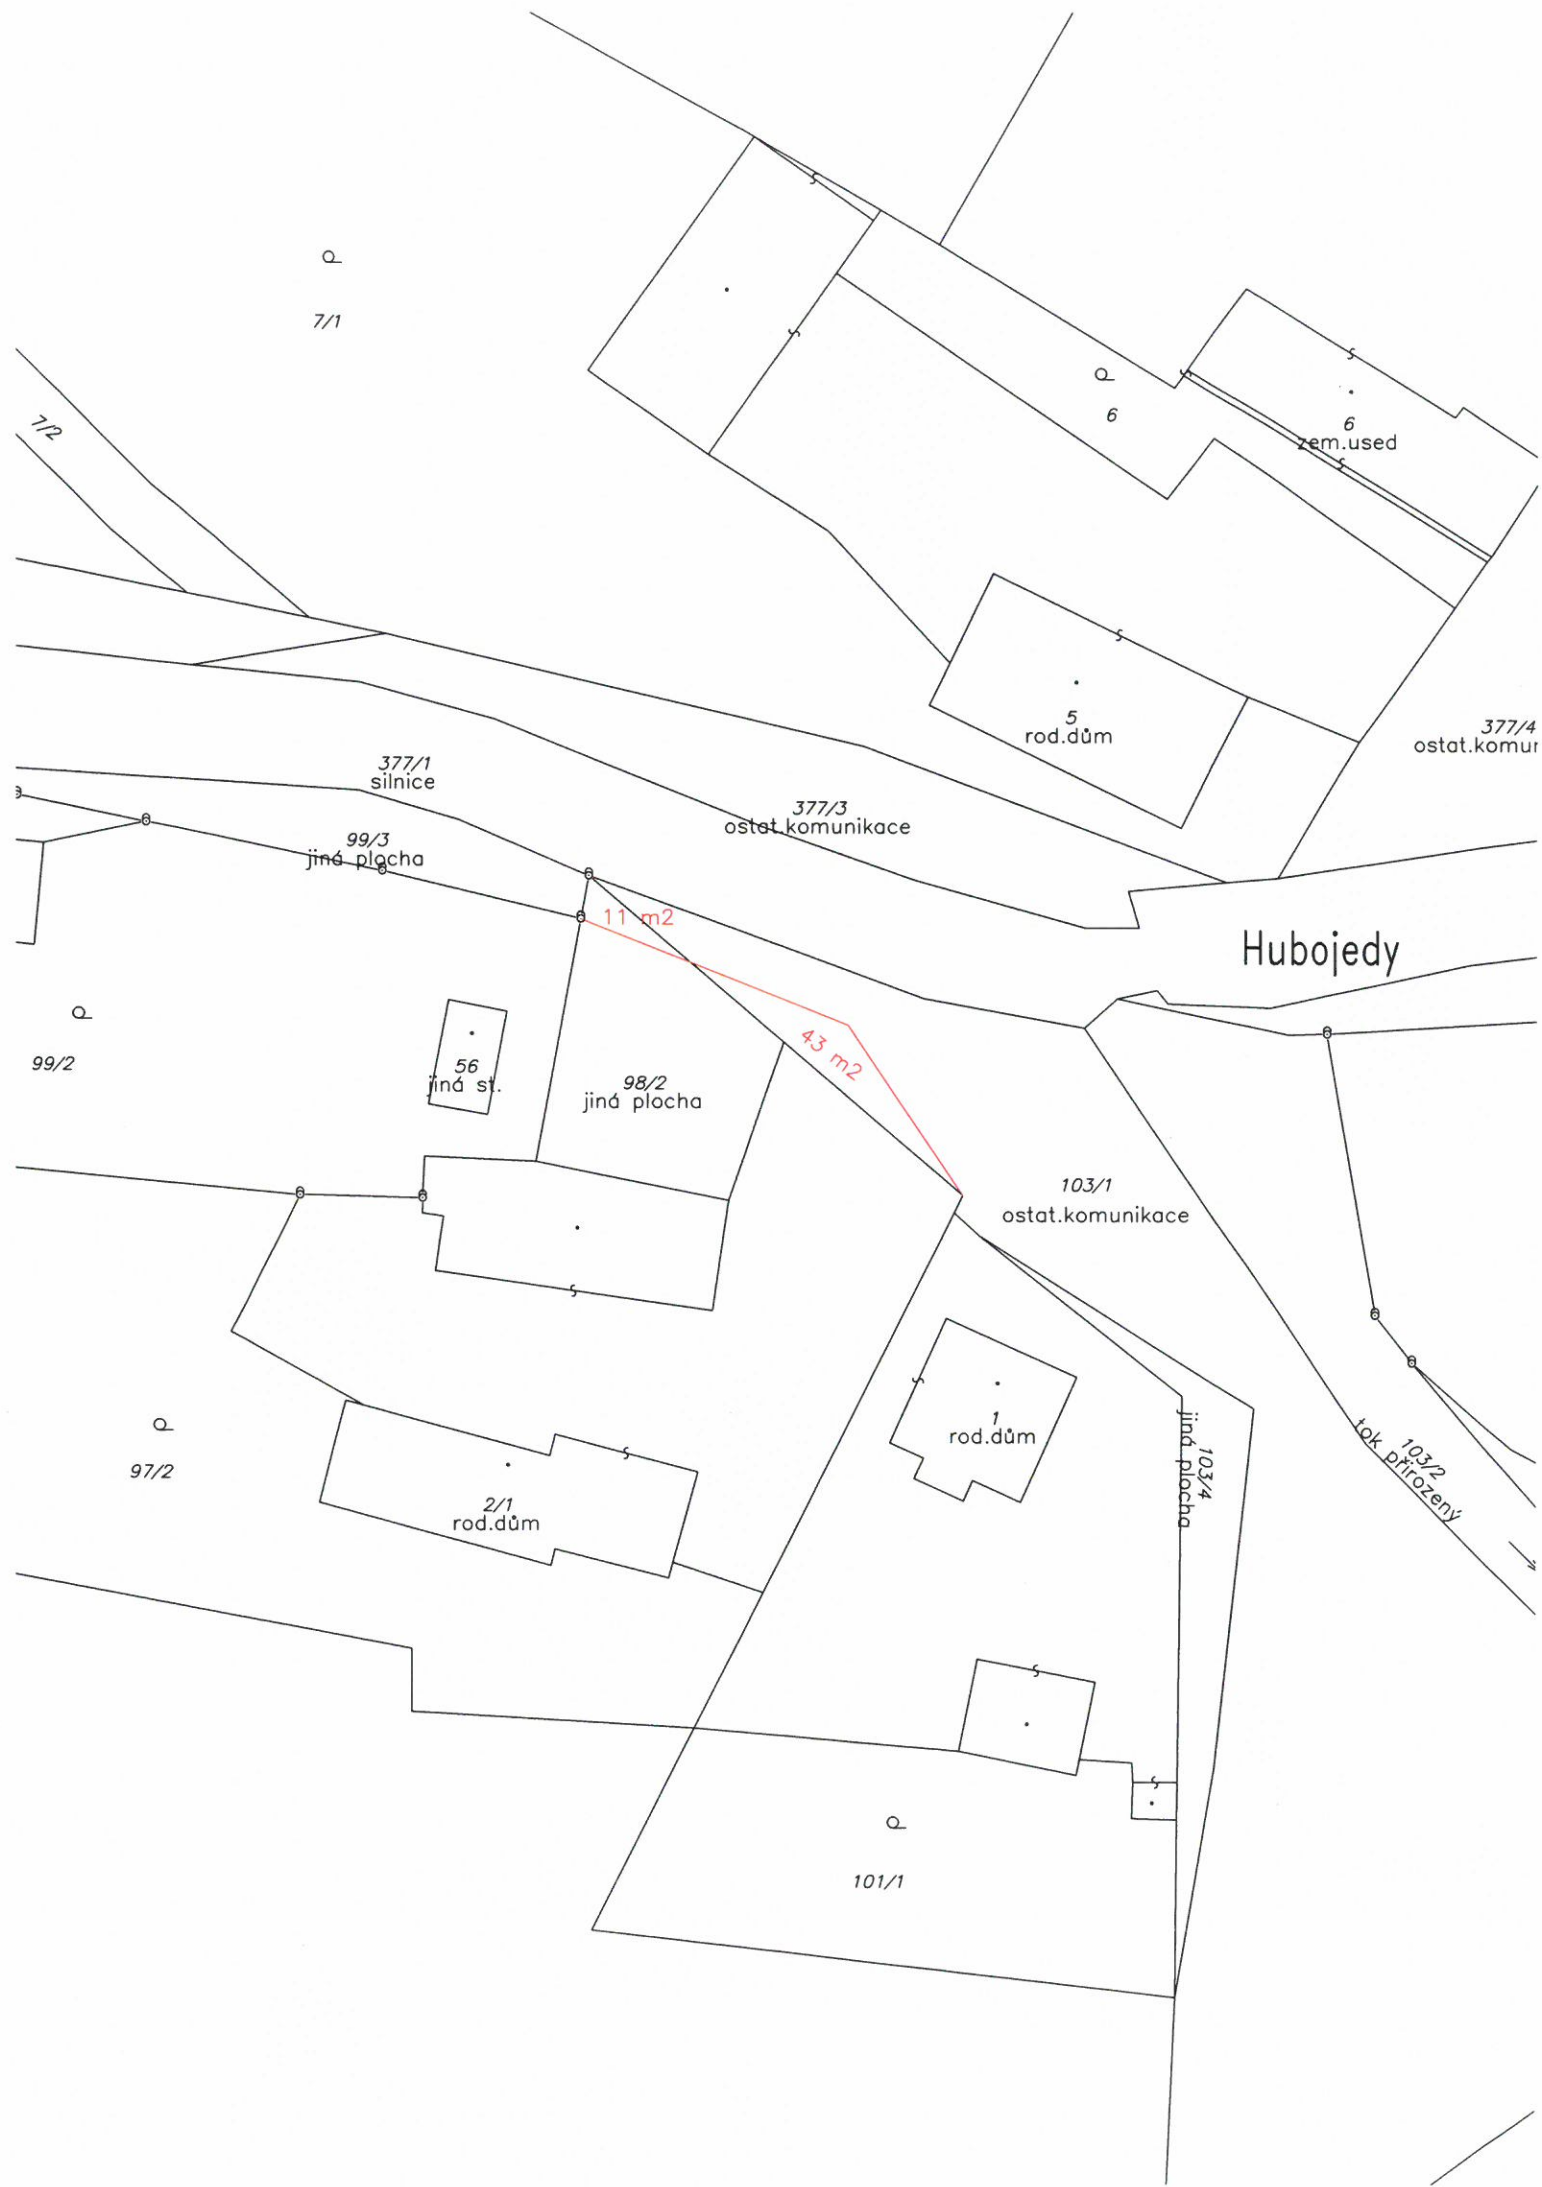 7/1
7/2
6
6
zem.used
5
rod.dům
377/4
377/1
silnice
377/3
ostat.komunikace
99/3
jiná plocha
11 m2
Hubojedy
43 m2
99/2
56
jiná st.
98/2
jiná plocha
103/1
ostat.komunikace
1
rod.dům
103/4
jiná plocha
103/2
tok přirozený
97/2
2/1
rod.dům
101/1